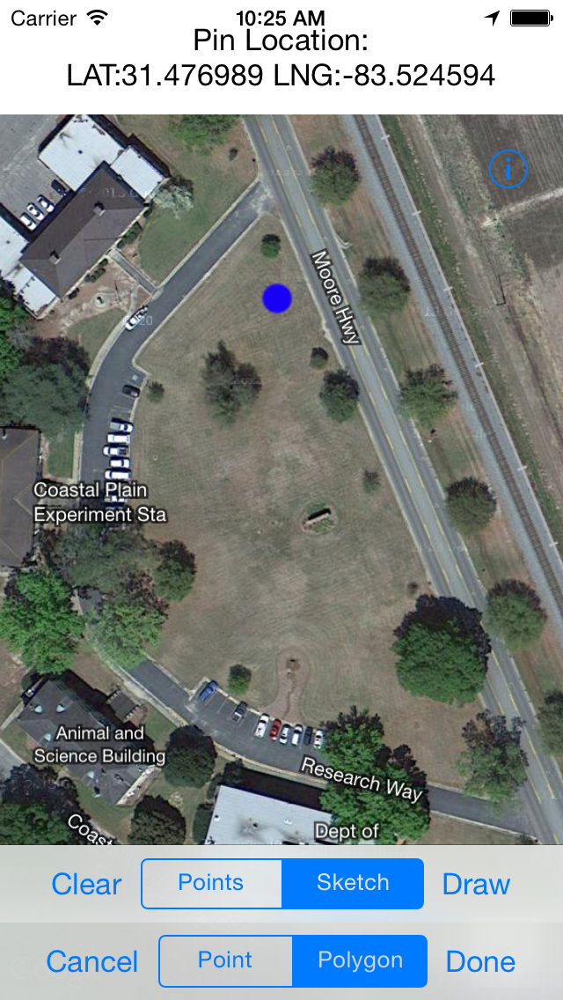 Carrier 10:25 AM
Pin Location:
LAT:31.476989 LNG:-83.524594
i
Moore Hwy
Coastal Plain
Experiment Sta
Animal and
Science Building
Research Way
Dept of
Clear Points Sketch Draw
Cancel Point Polygon Done